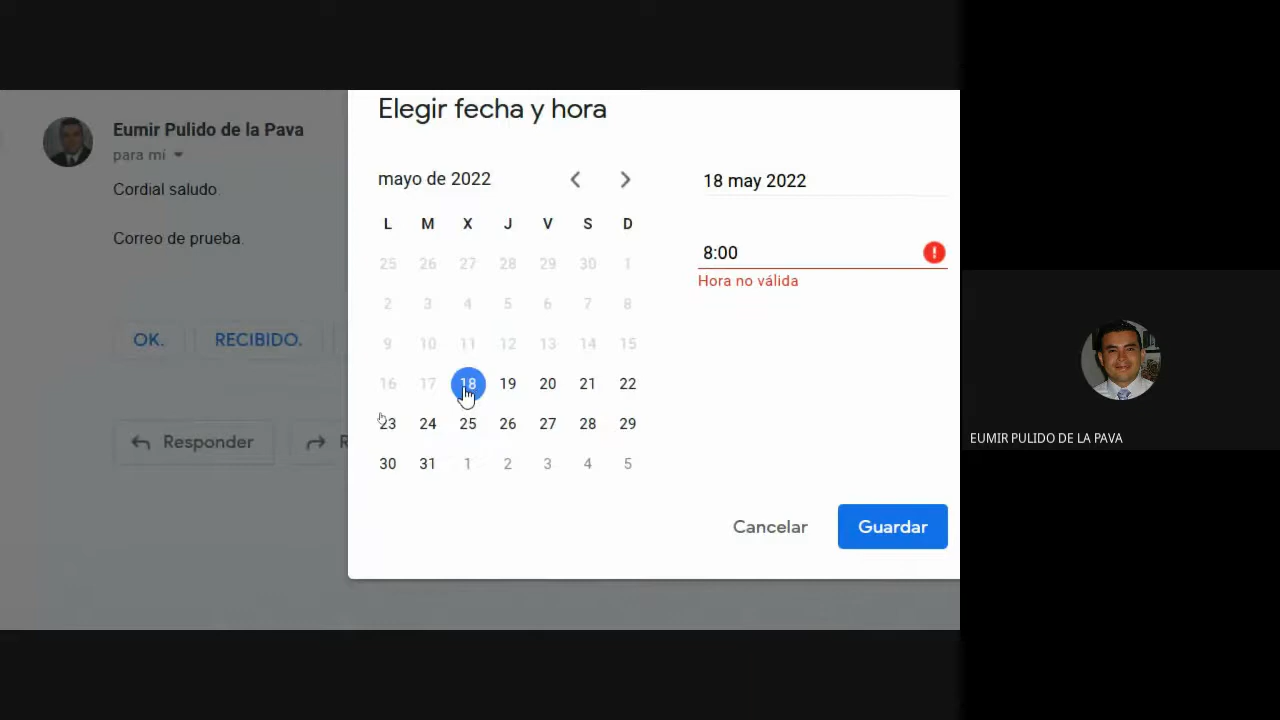 Elegir fecha y hora
Eumir Pulido de la Pava
para mí
Cordial saludo.
Correo de prueba.
OK.
RECIBIDO.
Responder
R
mayo de 2022
L M X J V S D
25 26 27 28 29 30 1
2 3 4 5 6 7 8
9 10 11 12 13 14 15
16 17 18 19 20 21 22
23 24 25 26 27 28 29
30 31 1 2 3 4 5
18 may 2022
8:00
Hora no válida
Cancelar
Guardar
EUMIR PULIDO DE LA PAVA